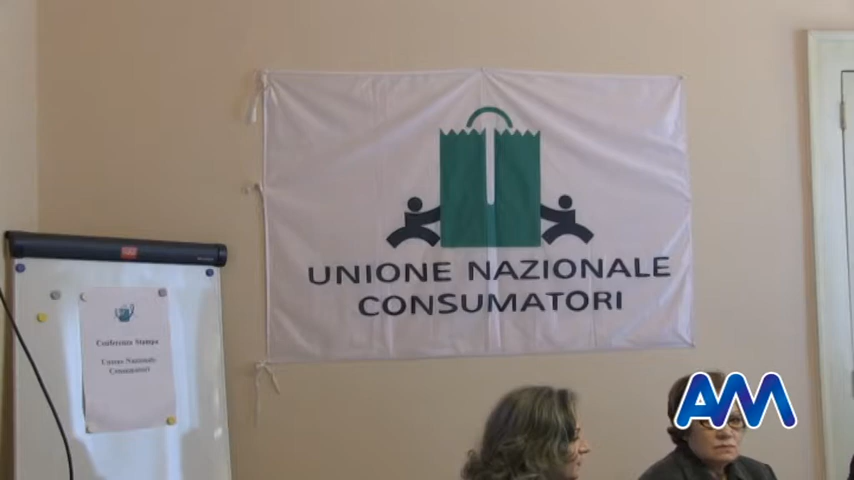 UNIONE NAZIONALE
CONSUMATORI
Conferenza Stampa
Unione Nazionale
Consumatori
AM